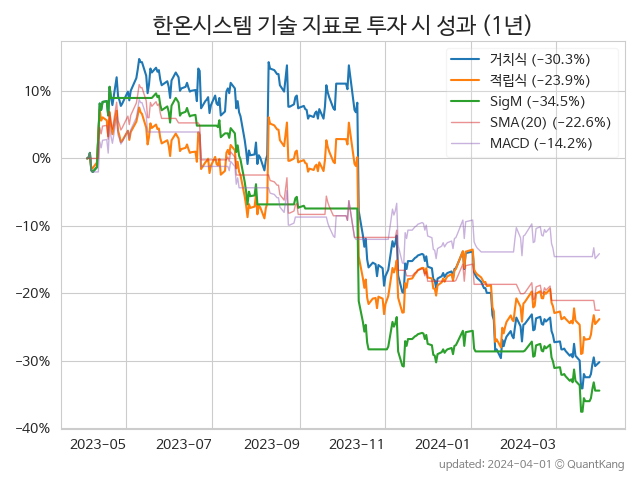 한온시스템 기술 지표로 투자 시 성과 (1년)
거치식 (−30.3%)
적립식 (−23.9%)
SigM (−34.5%)
SMA(20) (−22.6%)
MACD (−14.2%)
10%
0%
−10%
−20%
−30%
−40%
2023-05 2023-07 2023-09 2023-11 2024-01 2024-03
updated: 2024-04-01 © QuantKang